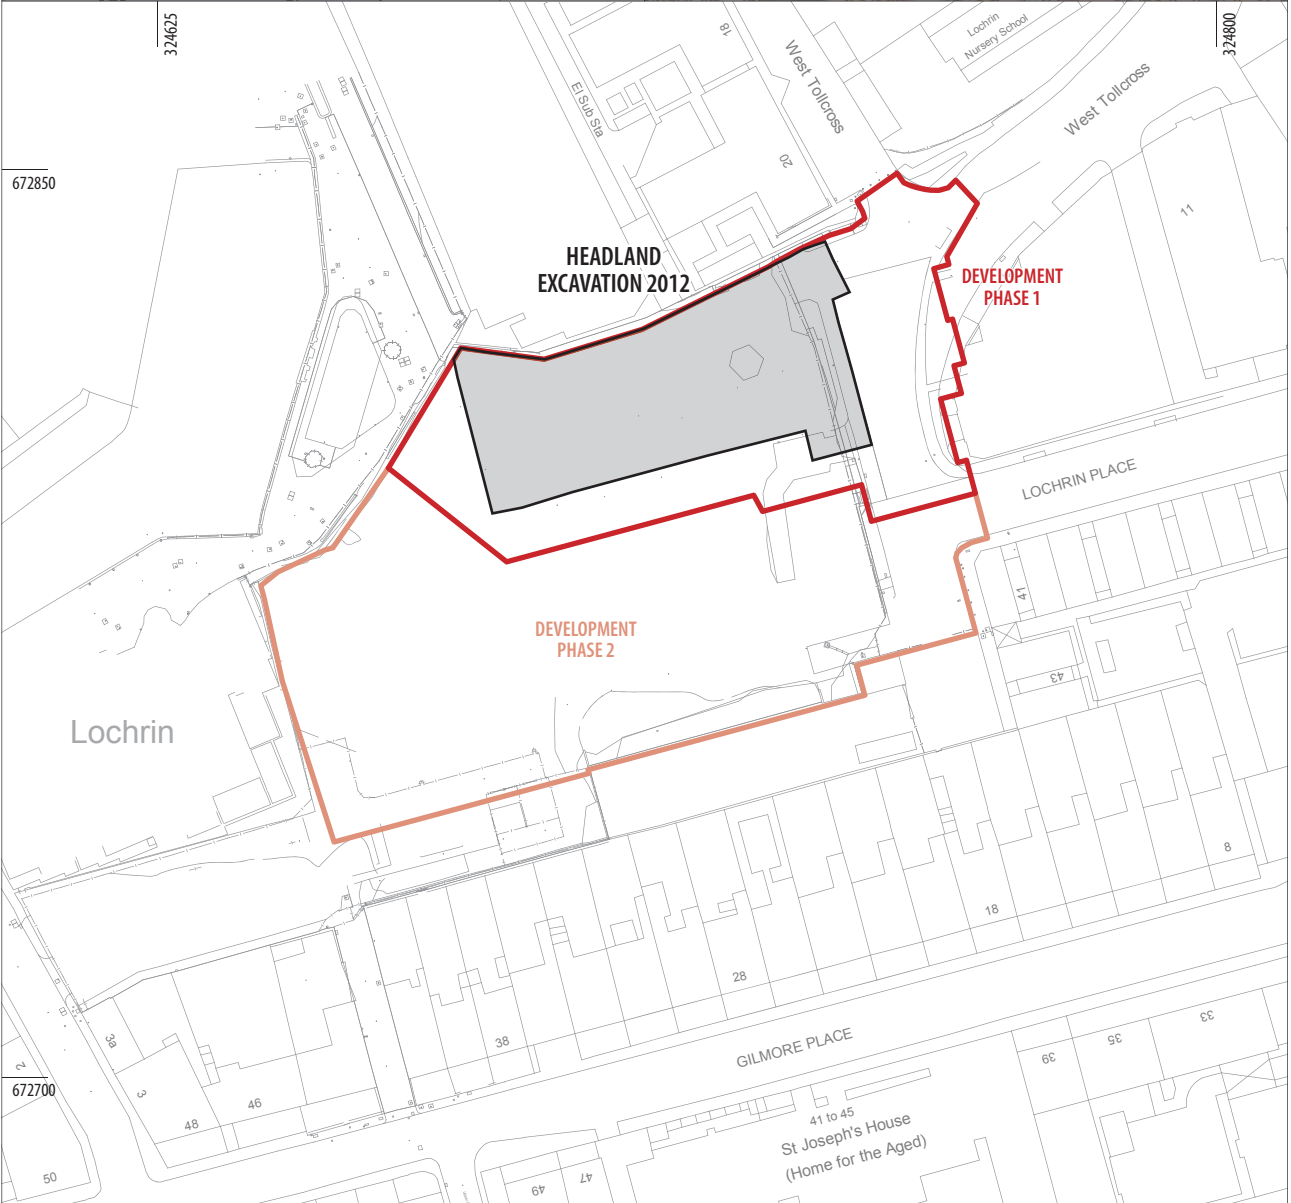 324625
324800
18
West Tollcross
Lochrin
Nursery School
El Sub Sta
West Tollcross
20
672850
11
HEADLAND
EXCAVATION 2012
DEVELOPMENT
PHASE 1
LOCHRIN PLACE
41
DEVELOPMENT
PHASE 2
43
Lochrin
8
18
28
38
GILMORE PLACE
33
35
39
3a
2
672700
3
46
48
41 to 45
St Joseph's House
(Home for the Aged)
50
49
47